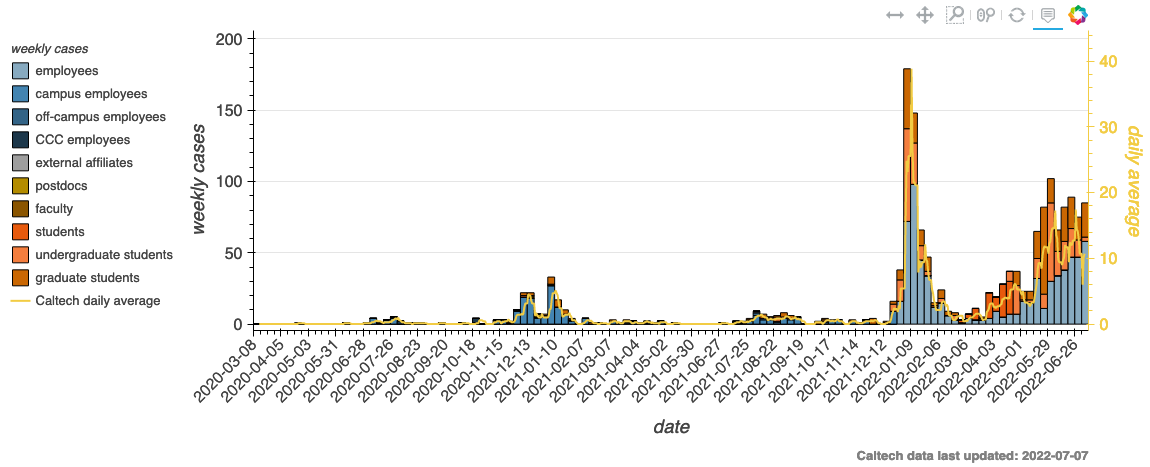 weekly cases
employees
campus employees
off-campus employees
CCC employees
external affiliates
postdocs
faculty
students
undergraduate students
graduate students
Caltech daily average
weekly cases
200
150
100
50
0
daily average
40
30
20
10
0
2020-03-08
2020-04-05
2020-05-03
2020-05-31
2020-06-28
2020-07-26
2020-08-23
2020-09-20
2020-10-18
2020-11-15
2020-12-13
2021-01-10
2021-02-07
2021-03-07
2021-04-04
2021-05-02
2021-05-30
2021-06-27
2021-07-25
2021-08-22
2021-09-19
2021-10-17
2021-11-14
2021-12-12
2022-01-09
2022-02-06
2022-03-06
2022-04-03
2022-05-01
2022-05-29
2022-06-26
date
Caltech data last updated: 2022-07-07